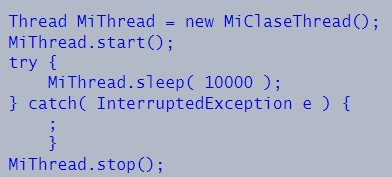 Thread MiThread = new MiClaseThread();
MiThread.start();
try {
    MiThread.sleep( 10000 );
} catch( InterruptedException e ) {
    ;
    }
MiThread.stop();